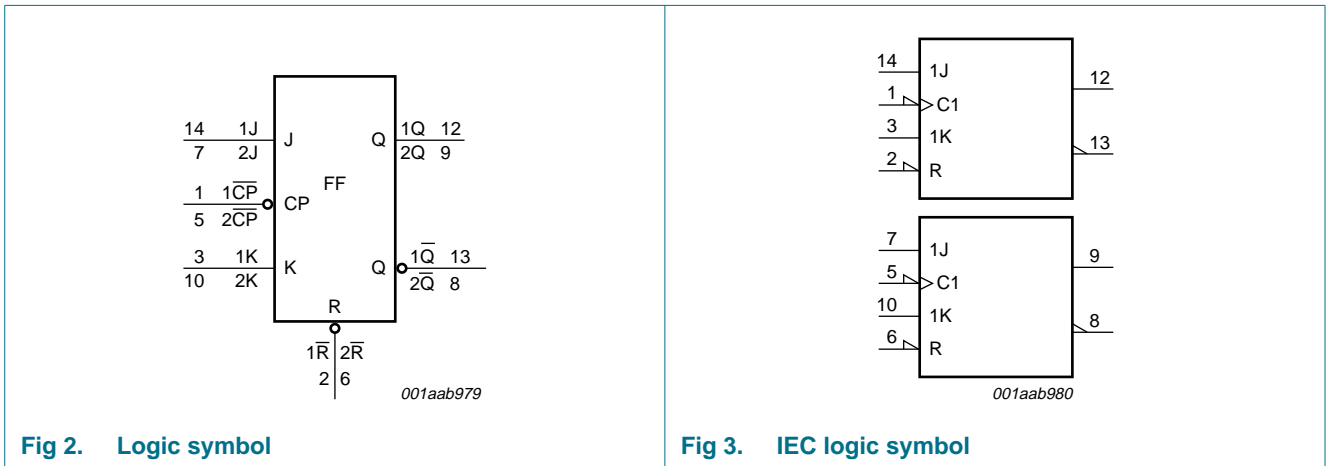 14 1J J Q 1Q 12
7 2J 2Q 9
FF
1 1C̅P̅ CP
5 2C̅P̅
3 1K K Q 1Q̅ 13
10 2K 2Q̅ 8
R
1R̅ 2R̅
2 6
001aab979
Fig 2. Logic symbol
14 1J 12
1 C1
3 1K 13
2 R
7 1J 9
5 C1
10 1K 8
6 R
001aab980
Fig 3. IEC logic symbol